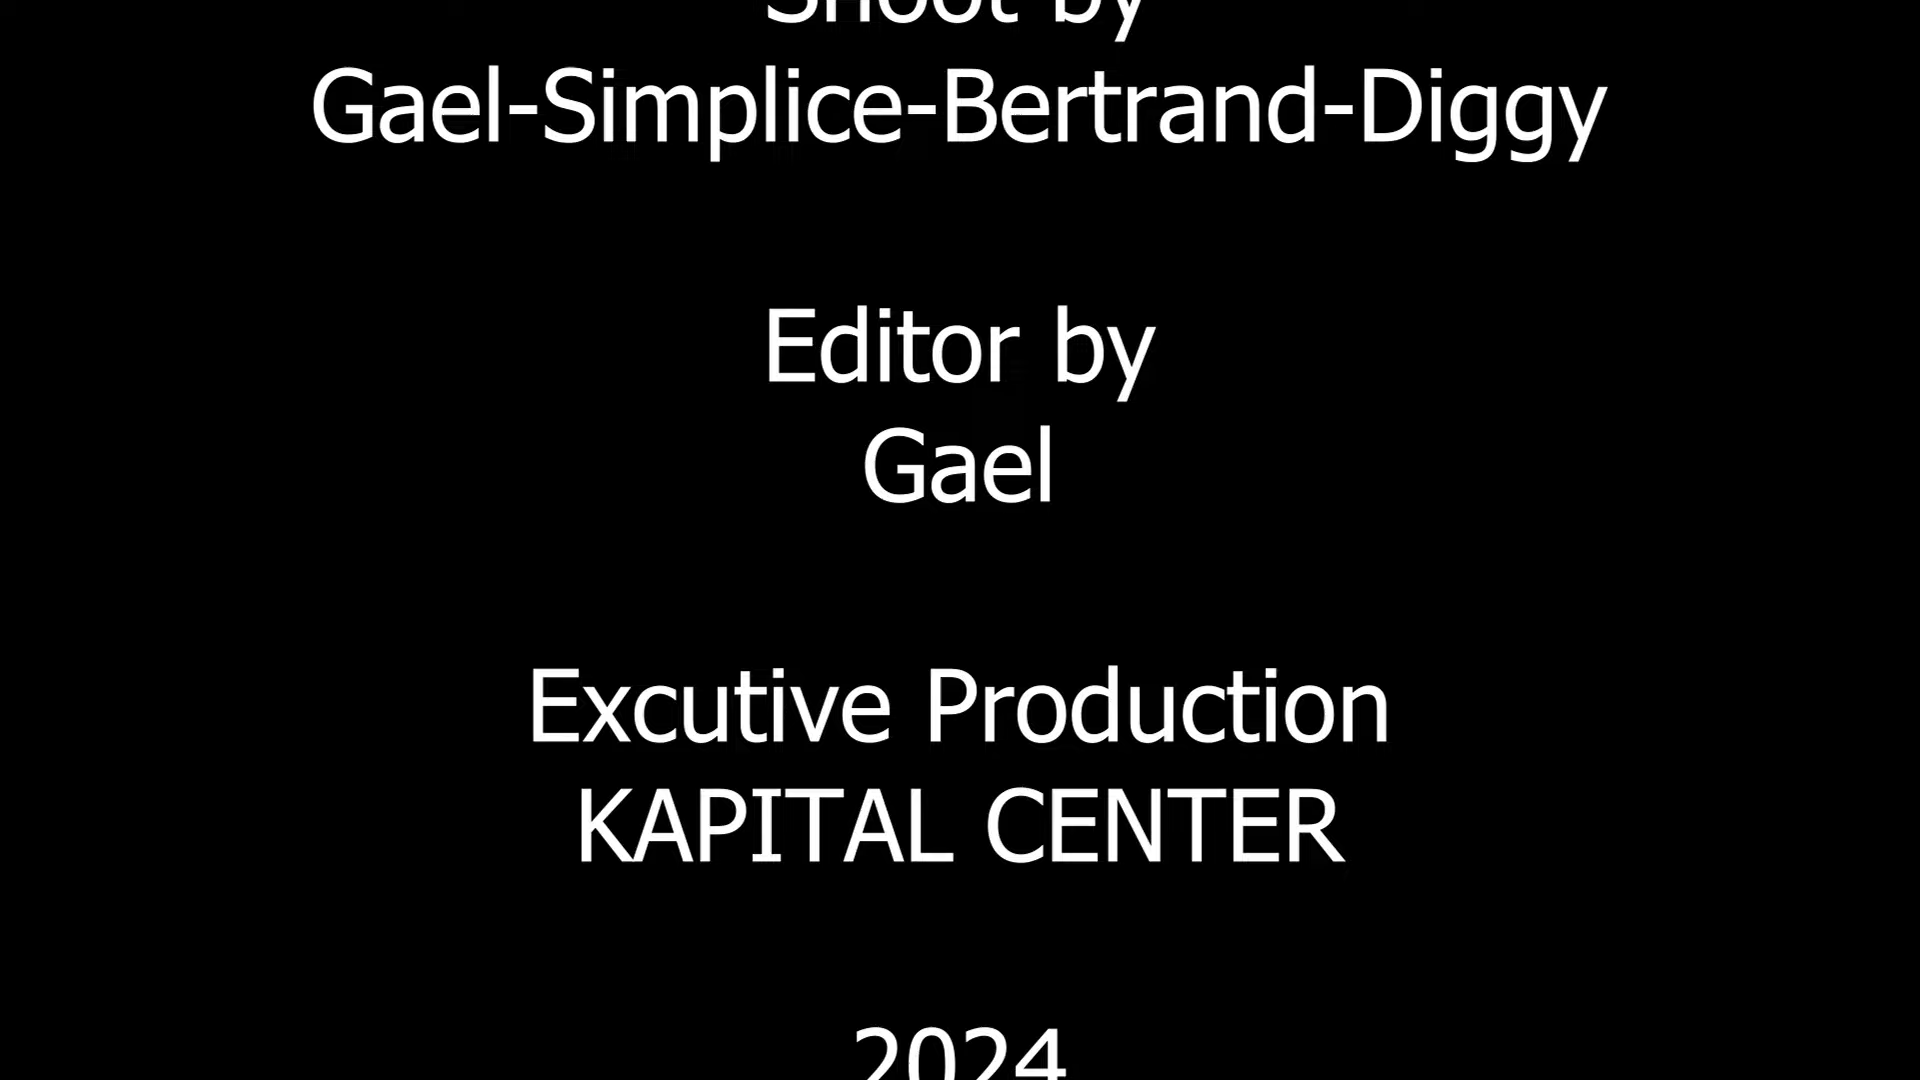 Shoot by
Gael-Simplice-Bertrand-Diggy
Editor by
Gael
Excutive Production
KAPITAL CENTER
2024